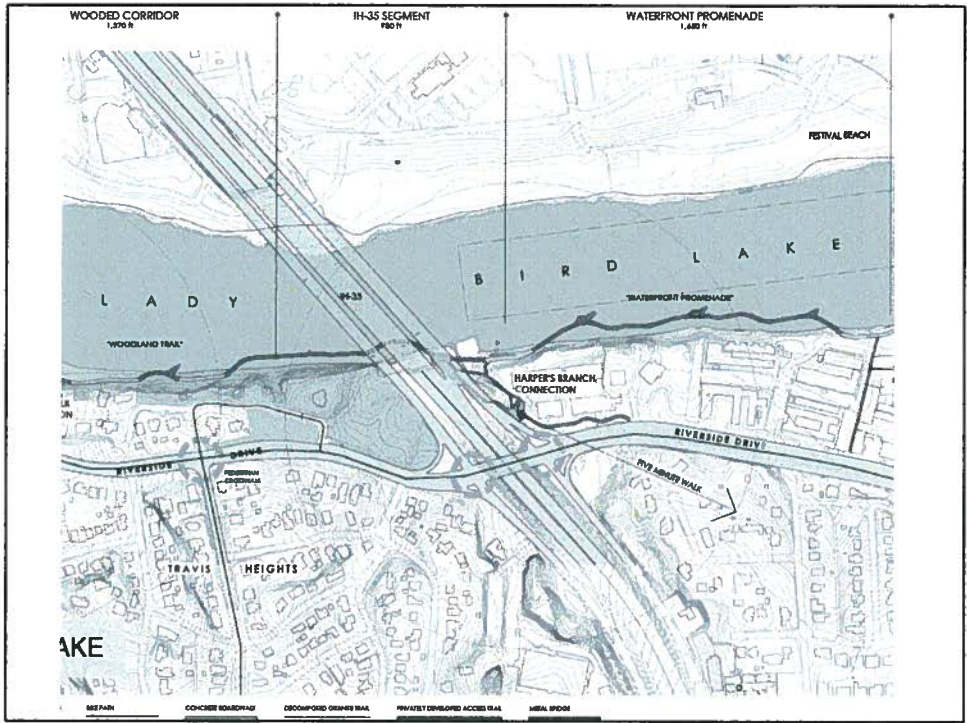 WOODED CORRIDOR
1,370 ft
IH-35 SEGMENT
980 ft
WATERFRONT PROMENADE
1,680 ft
FESTIVAL BEACH
LADY
BIRD LAKE
IH-35
"WATERFRONT PROMENADE"
"WOODLAND TRAIL"
HARPER'S BRANCH
CONNECTION
RIVERSIDE DRIVE
RIVERSIDE DRIVE
PEDESTRIAN
FIVE MINUTE WALK
TRAVIS HEIGHTS
AKE
BIKE PATH
CONCRETE BOARDWALK
DECOMPOSED GRANITE TRAIL
PRIVATELY DEVELOPED ACCESS TRAIL
METAL BRIDGE